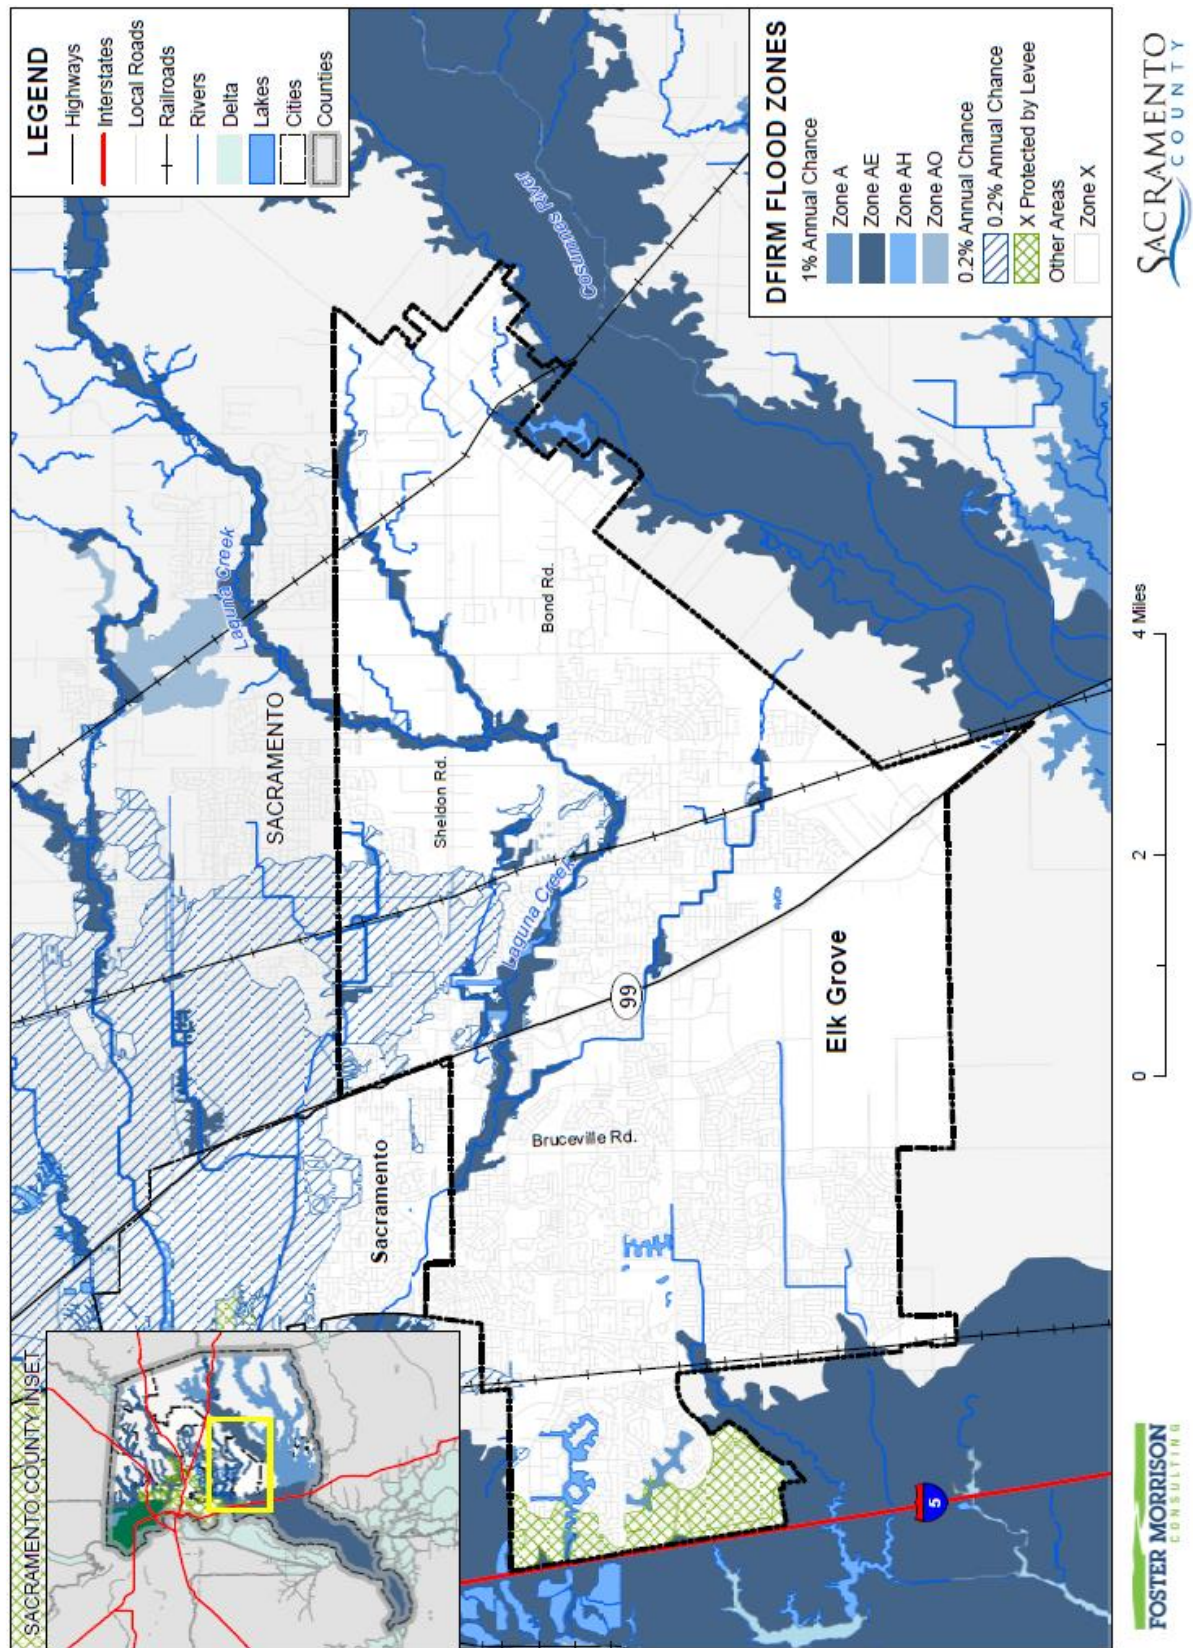 LEGEND
Highways
Interstates
Local Roads
Railroads
Rivers
Delta
Lakes
Cities
Counties
DFIRM FLOOD ZONES
1% Annual Chance
Zone A
Zone AE
Zone AH
Zone AO
0.2% Annual Chance
0.2% Annual Chance
X Protected by Levee
Other Areas
Zone X
SACRAMENTO COUNTY INSET
Cosumnes River
Laguna Creek
SACRAMENTO
Sheldon Rd.
Bond Rd.
Laguna Creek
99
Sacramento
Bruceville Rd.
Elk Grove
5
0
2
4 Miles
FOSTER MORRISON
CONSULTING
SACRAMENTO
COUNTY